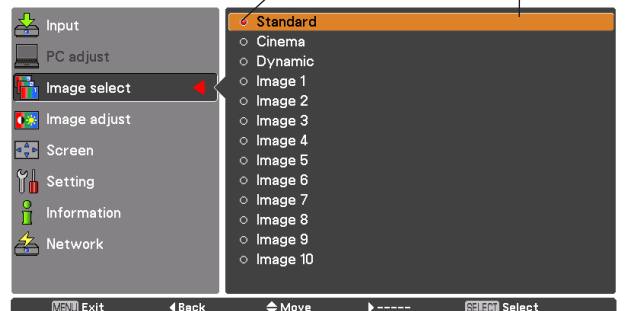 Input
PC adjust
Image select
Image adjust
Screen
Setting
Information
Network
Standard
Cinema
Dynamic
Image 1
Image 2
Image 3
Image 4
Image 5
Image 6
Image 7
Image 8
Image 9
Image 10
MENU Exit Back Move ----- SELECT Select